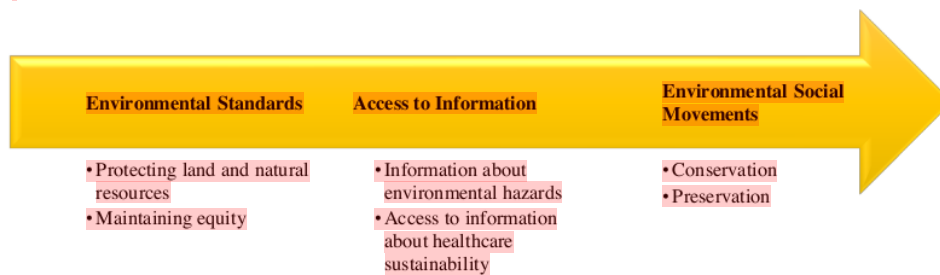 Environmental Standards
• Protecting land and natural
resources
• Maintaining equity
Access to Information
• Information about
environmental hazards
• Access to information
about healthcare
sustainability
Environmental Social
Movements
• Conservation
• Preservation